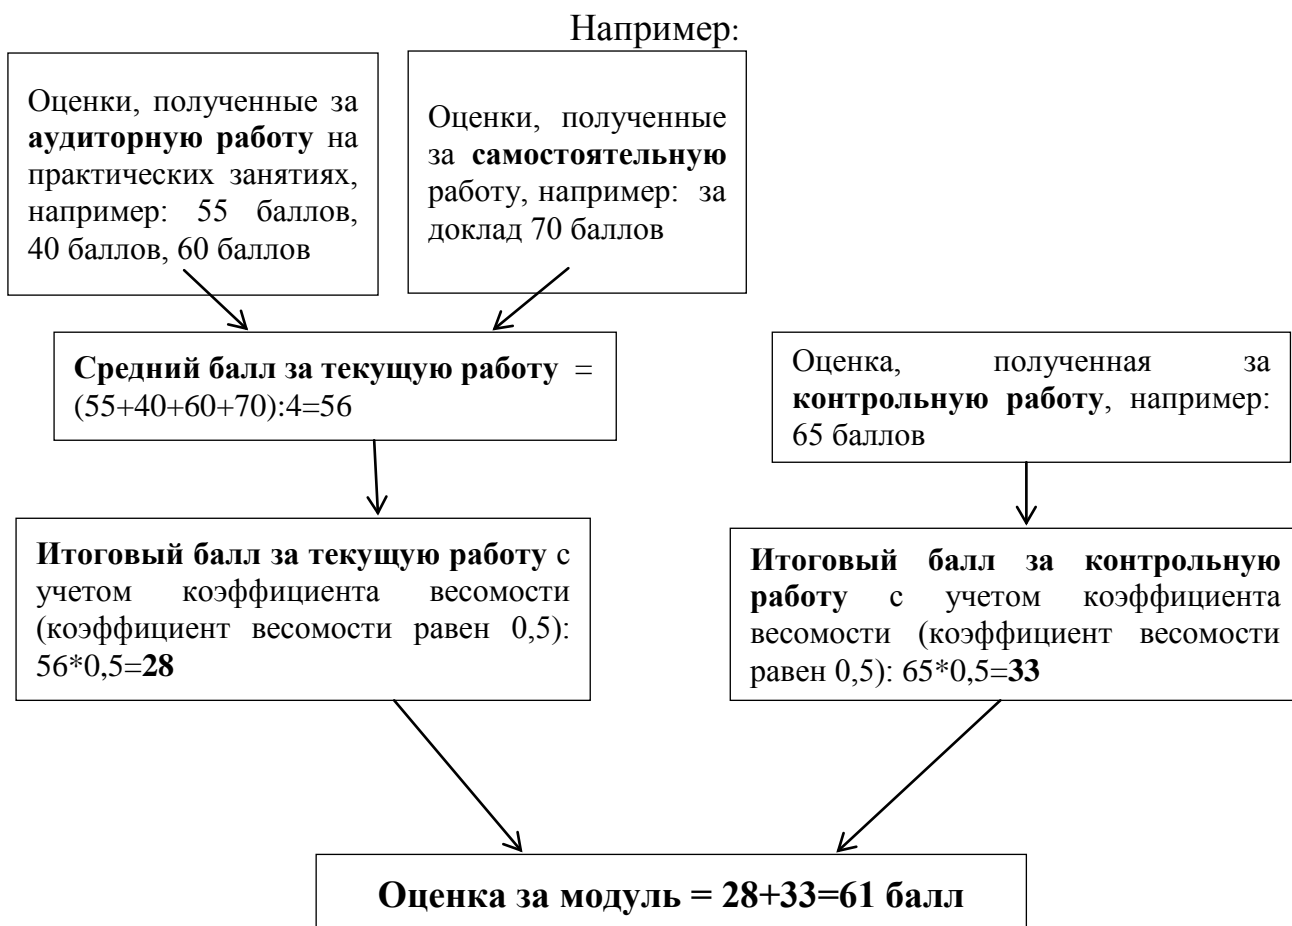 Например:
Оценки, полученные за
аудиторную работу на
практических занятиях,
например: 55 баллов,
40 баллов, 60 баллов
Оценки, полученные
за самостоятельную
работу, например: за
доклад 70 баллов
Средний балл за текущую работу =
(55+40+60+70):4=56
Оценка, полученная за
контрольную работу, например:
65 баллов
Итоговый балл за текущую работу с
учетом коэффициента весомости
(коэффициент весомости равен 0,5):
56*0,5=28
Итоговый балл за контрольную
работу с учетом коэффициента
весомости (коэффициент весомости
равен 0,5): 65*0,5=33
Оценка за модуль = 28+33=61 балл